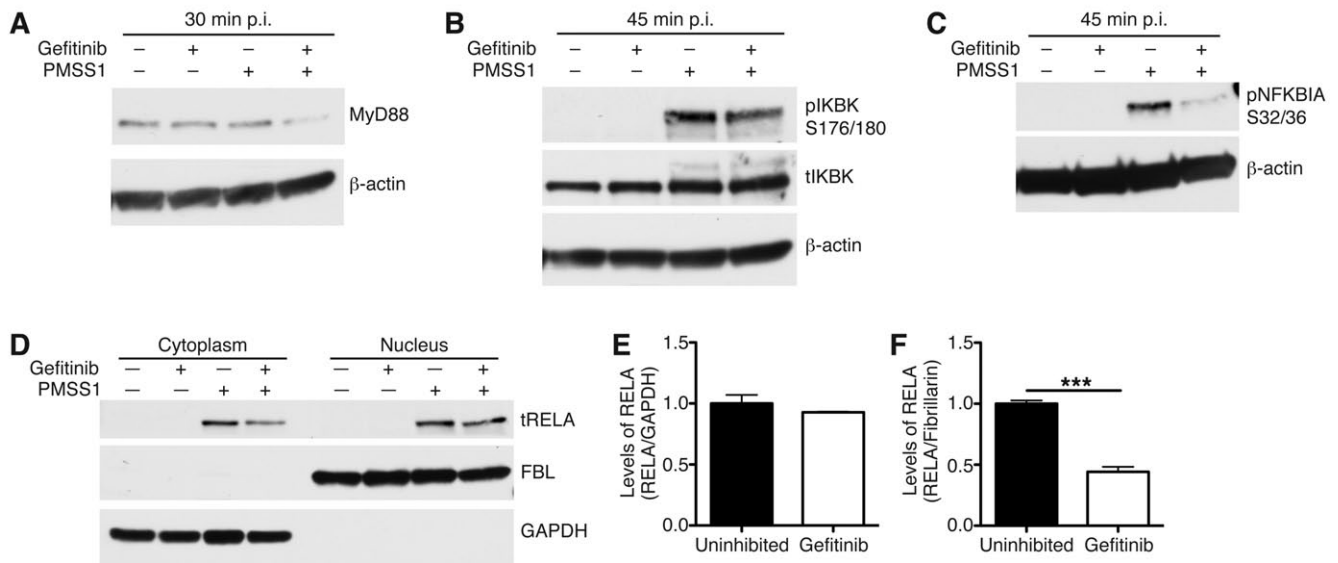 A
30 min p.i.
Gefitinib – + – +
PMSS1 – – + +
MyD88
β-actin
B
45 min p.i.
Gefitinib – + – +
PMSS1 – – + +
pIKBK
S176/180
tIKBK
β-actin
C
45 min p.i.
Gefitinib – + – +
PMSS1 – – + +
pNFKBIA
S32/36
β-actin
D
Cytoplasm Nucleus
Gefitinib – + – + – + – +
PMSS1 – – + + – – + +
tRELA
FBL
GAPDH
E
Levels of RELA
(RELA/GAPDH)
1.5
1.0
0.5
0.0
Uninhibited Gefitinib
F
Levels of RELA
(RELA/Fibrillarin)
1.5
1.0
0.5
0.0
***
Uninhibited Gefitinib